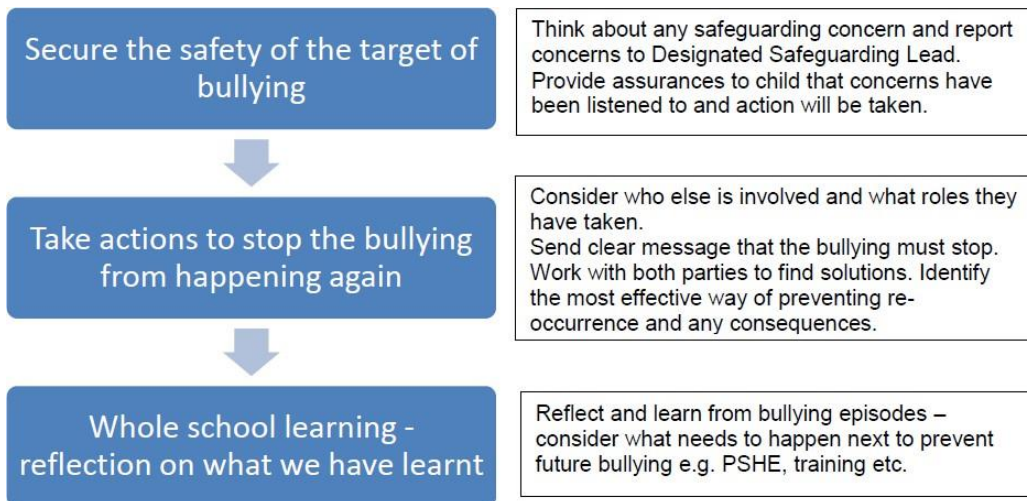 Secure the safety of the target of
bullying
Think about any safeguarding concern and report
concerns to Designated Safeguarding Lead.
Provide assurances to child that concerns have
been listened to and action will be taken.
Take actions to stop the bullying
from happening again
Consider who else is involved and what roles they
have taken.
Send clear message that the bullying must stop.
Work with both parties to find solutions. Identify
the most effective way of preventing re-
occurrence and any consequences.
Whole school learning -
reflection on what we have learnt
Reflect and learn from bullying episodes –
consider what needs to happen next to prevent
future bullying e.g. PSHE, training etc.